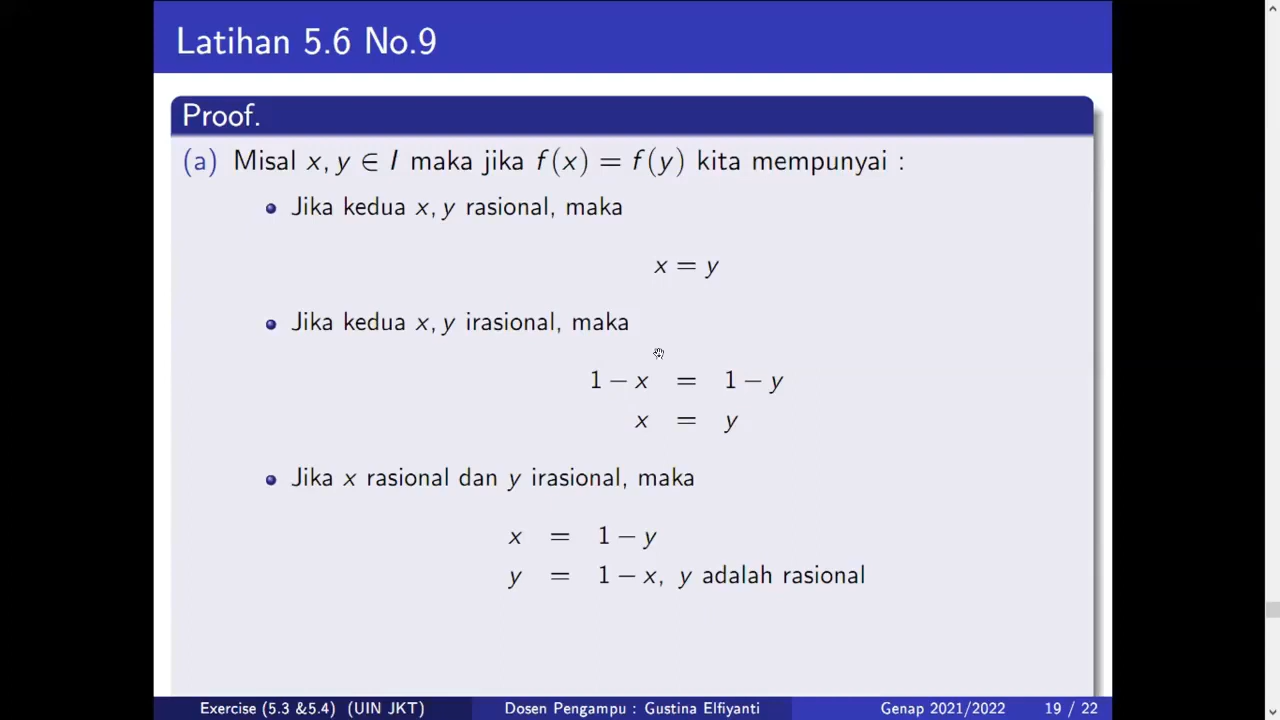 Latihan 5.6 No.9
Proof.
(a) Misal x, y ∈ I maka jika f(x) = f(y) kita mempunyai :
Jika kedua x, y rasional, maka
x = y
Jika kedua x, y irasional, maka
1 − x = 1 − y
x = y
Jika x rasional dan y irasional, maka
x = 1 − y
y = 1 − x, y adalah rasional
Exercise (5.3 &5.4) (UIN JKT) Dosen Pengampu : Gustina Elfiyanti Genap 2021/2022 19 / 22